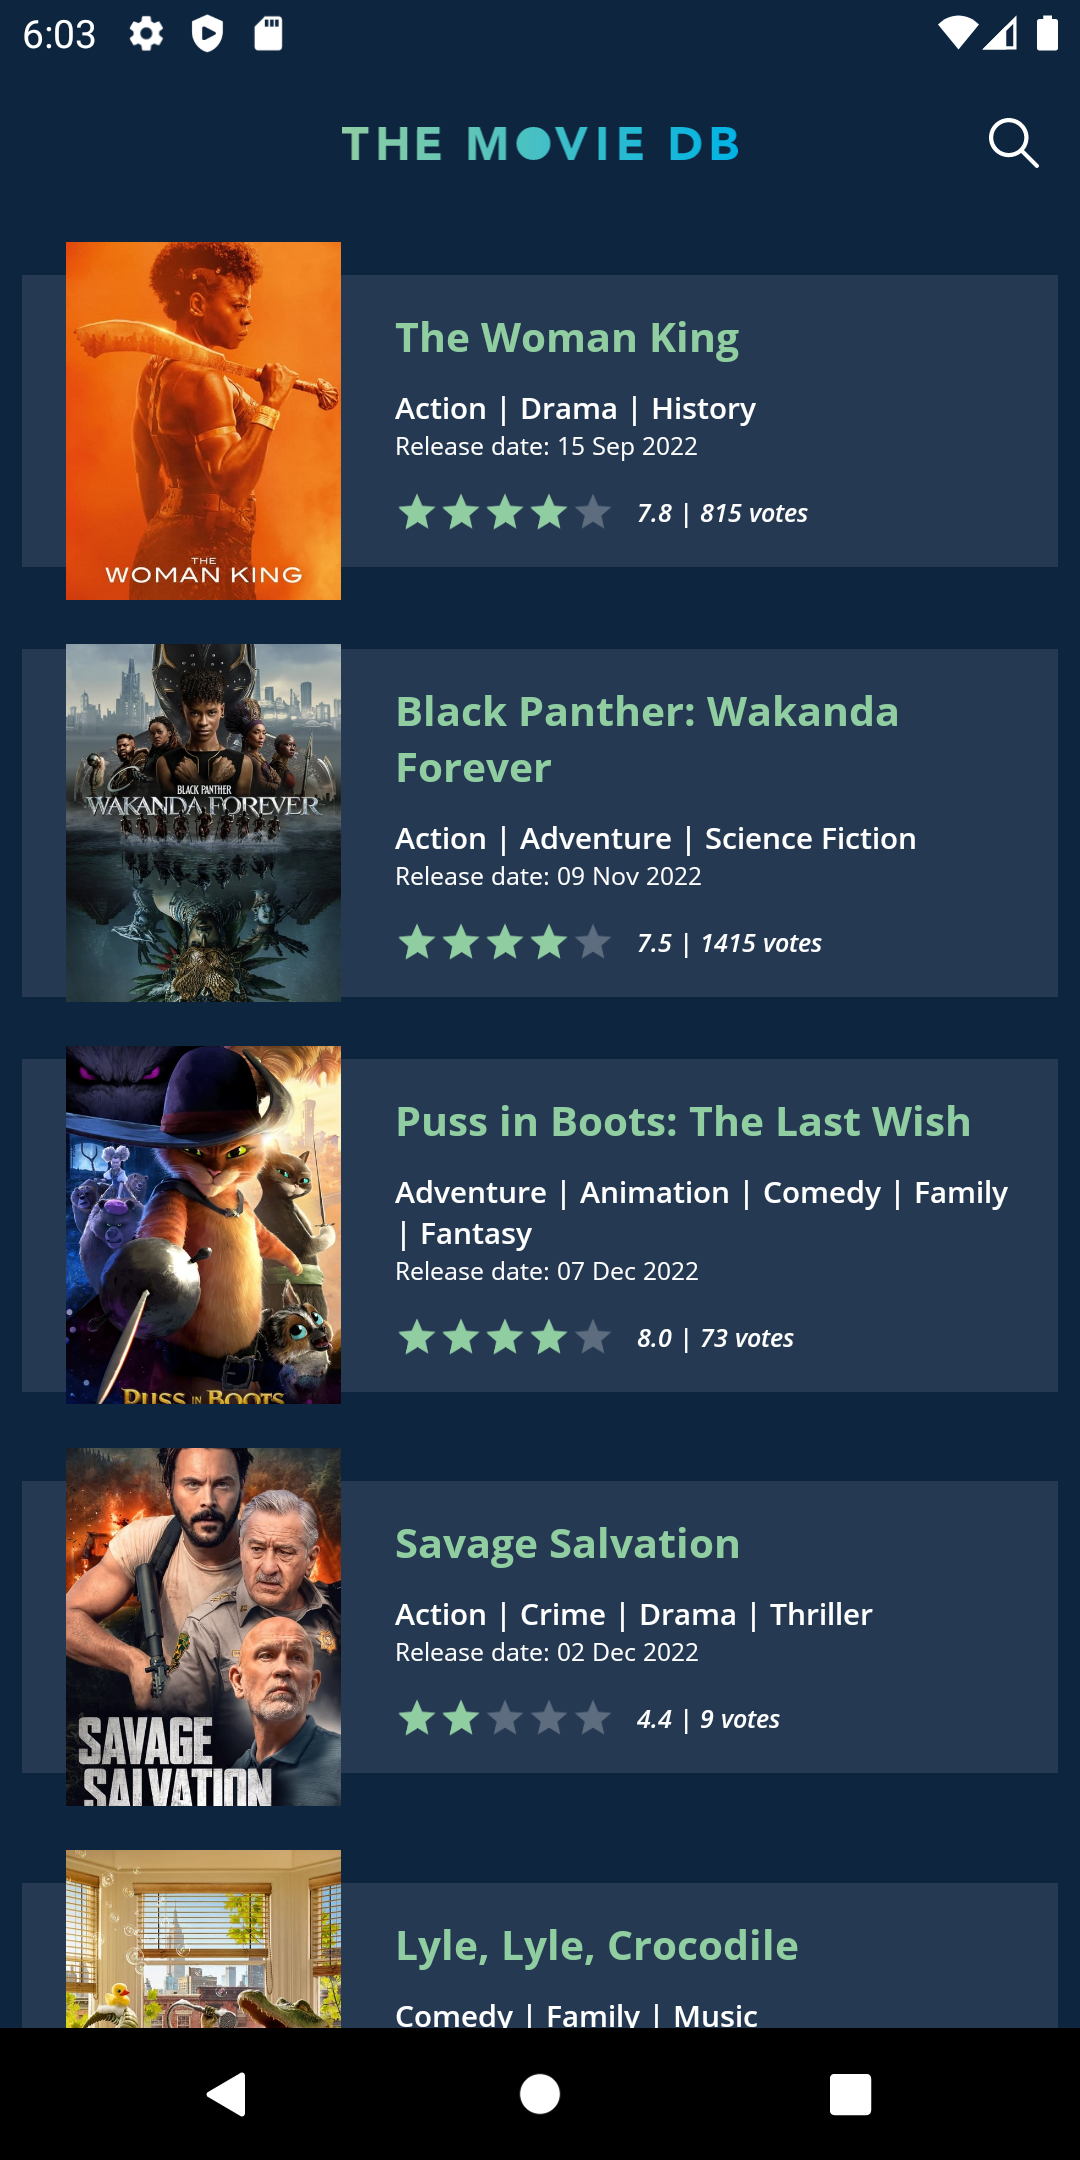 6:03
THE MOVIE DB
THE
WOMAN KING
The Woman King
Action | Drama | History
Release date: 15 Sep 2022
7.8 | 815 votes
BLACK PANTHER
WAKANDA FOREVER
Black Panther: Wakanda
Forever
Action | Adventure | Science Fiction
Release date: 09 Nov 2022
7.5 | 1415 votes
PUSS IN BOOTS
Puss in Boots: The Last Wish
Adventure | Animation | Comedy | Family
| Fantasy
Release date: 07 Dec 2022
8.0 | 73 votes
SAVAGE
SALVATION
Savage Salvation
Action | Crime | Drama | Thriller
Release date: 02 Dec 2022
4.4 | 9 votes
Lyle, Lyle, Crocodile
Comedy | Family | Music